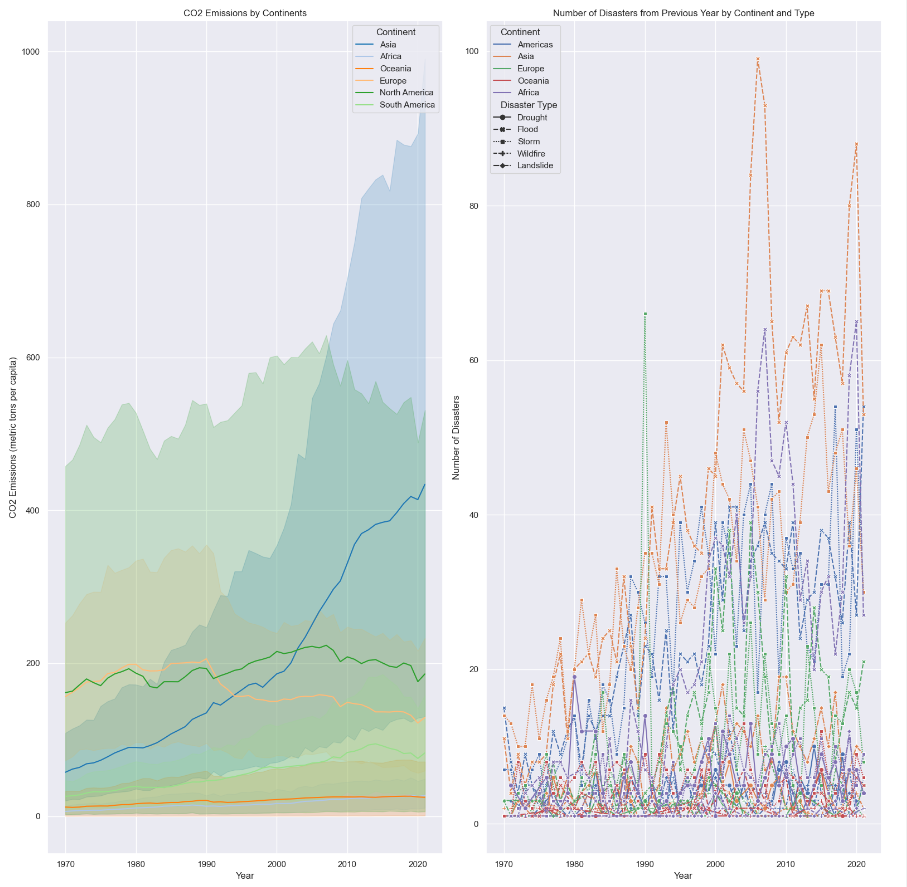 CO2 Emissions by Continents
Continent
Asia
Africa
Oceania
Europe
North America
South America
1000
800
600
400
200
0
CO2 Emissions (metric tons per capita)
1970
1980
1990
2000
2010
2020
Year
Number of Disasters from Previous Year by Continent and Type
Continent
Americas
Asia
Europe
Oceania
Africa
Disaster Type
Drought
Flood
Storm
Wildfire
Landslide
100
80
60
40
20
0
Number of Disasters
1970
1980
1990
2000
2010
2020
Year